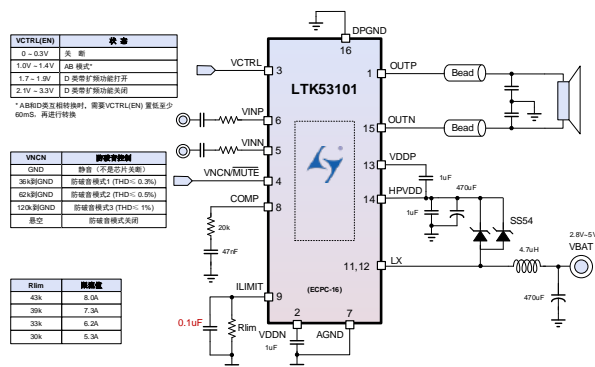 VCTRL(EN) 状 态
0 ~ 0.3V 关 断
1.0V ~ 1.4V AB 模式*
1.7 ~ 1.9V D 类带扩频功能打开
2.1V ~ 3.3V D 类带扩频功能关闭
* AB和D类互相转换时，需要VCTRL(EN) 置低至少
60mS，再进行转换
VNCN 防破音控制
GND 静音（不是芯片关断）
36k到GND 防破音模式1 (THD≤ 0.3%)
62k到GND 防破音模式2 (THD≤ 0.5%)
120k到GND 防破音模式3 (THD≤ 1%)
悬空 防破音模式关闭
Rlim 限流值
43k 8.0A
39k 7.3A
33k 6.2A
30k 5.3A
DPGND
16
VCTRL
3
LTK53101
1
OUTP
Bead
VINP
6
VINN
5
15
OUTN
Bead
VNCN/MUTE
4
13
VDDP
1uF
COMP
8
20k
47nF
14
HPVDD
1uF
470uF
SS54
11,12
LX
4.7uH
2.8V~5V
VBAT
470uF
(ECPC-16)
ILIMIT
9
0.1uF
Rlim
2
VDDN
1uF
7
AGND